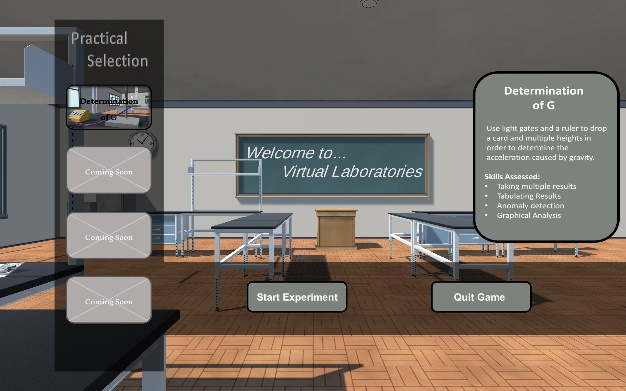 Practical
Selection
Determination
of G
Coming Soon
Coming Soon
Coming Soon
Welcome to...
Virtual Laboratories
Start Experiment
Quit Game
Determination
of G
Use light gates and a ruler to drop
a card and multiple heights in
order to determine the
acceleration caused by gravity.
Skills Assessed:
• Taking multiple results
• Tabulating Results
• Anomaly detection
• Graphical Analysis